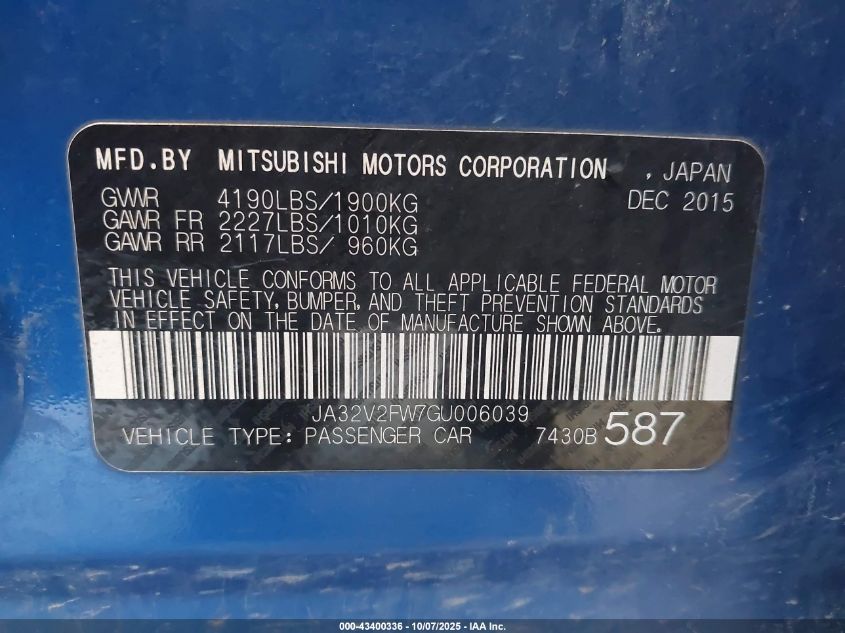 MFD.BY MITSUBISHI MOTORS CORPORATION , JAPAN
GVWR 4190LBS/1900KG DEC 2015
GAWR FR 2227LBS/1010KG
GAWR RR 2117LBS/ 960KG
THIS VEHICLE CONFORMS TO ALL APPLICABLE FEDERAL MOTOR
VEHICLE SAFETY, BUMPER, AND THEFT PREVENTION STANDARDS
IN EFFECT ON THE DATE OF MANUFACTURE SHOWN ABOVE.
JA32V2FW7GU006039
VEHICLE TYPE: PASSENGER CAR 7430B 587
000-43400336 - 10/07/2025 - IAA Inc.